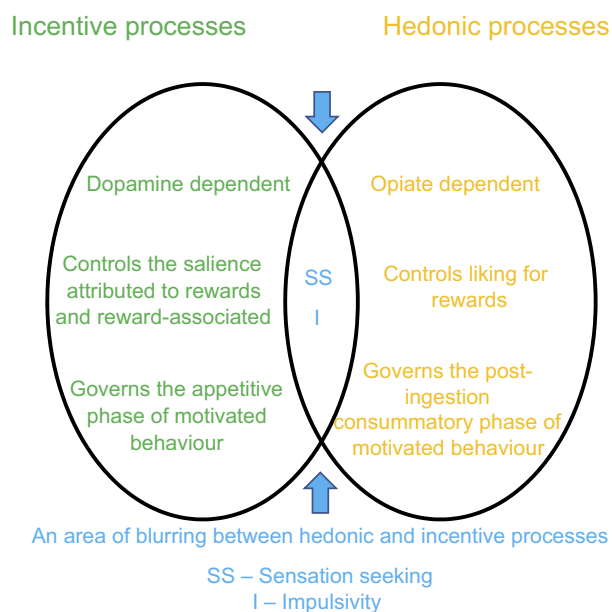 Incentive processes
Hedonic processes
Dopamine dependent
Opiate dependent
Controls the salience
attributed to rewards
and reward-associated
SS
I
Controls liking for
rewards
Governs the appetitive
phase of motivated
behaviour
Governs the post-
ingestion
consummatory phase of
motivated behaviour
An area of blurring between hedonic and incentive processes
SS – Sensation seeking
I – Impulsivity